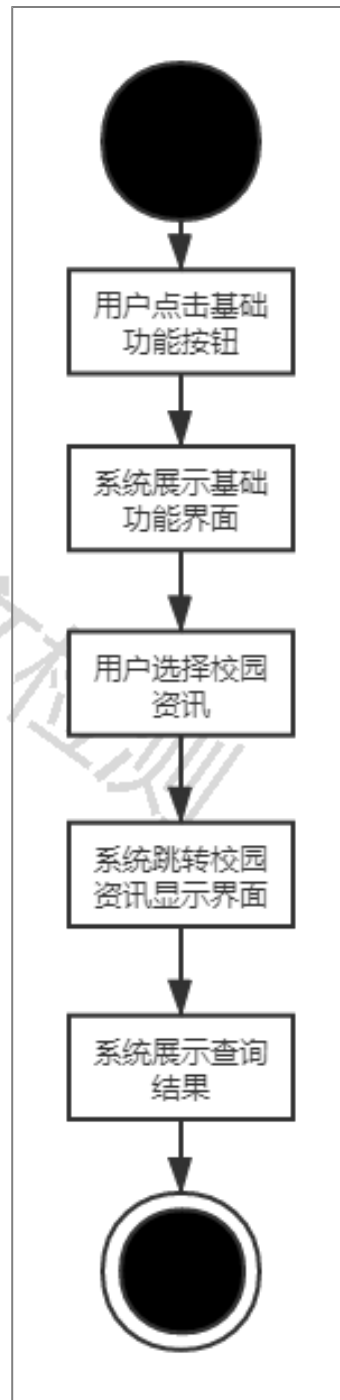 用户点击基础
功能按钮
系统展示基础
功能界面
用户选择校园
资讯
系统跳转校园
资讯显示界面
系统展示查询
结果
检测